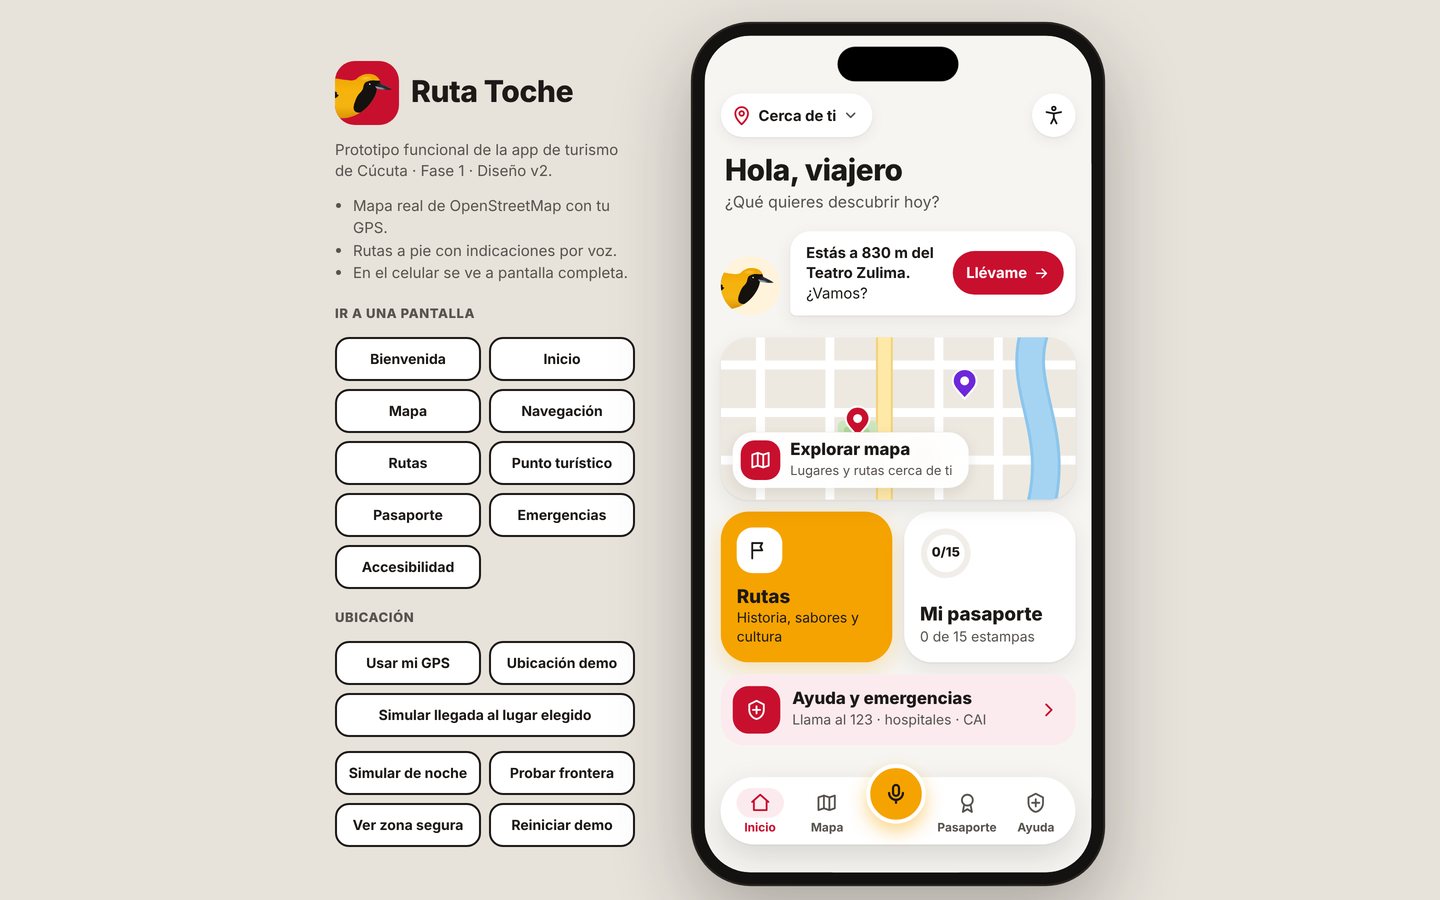 Ruta Toche
Prototipo funcional de la app de turismo
de Cúcuta · Fase 1 · Diseño v2.
• Mapa real de OpenStreetMap con tu
GPS.
• Rutas a pie con indicaciones por voz.
• En el celular se ve a pantalla completa.
IR A UNA PANTALLA
Bienvenida
Inicio
Mapa
Navegación
Rutas
Punto turístico
Pasaporte
Emergencias
Accesibilidad
UBICACIÓN
Usar mi GPS
Ubicación demo
Simular llegada al lugar elegido
Simular de noche
Probar frontera
Ver zona segura
Reiniciar demo
Cerca de ti
Hola, viajero
¿Qué quieres descubrir hoy?
Estás a 830 m del
Teatro Zulima.
¿Vamos?
Llévame →
Explorar mapa
Lugares y rutas cerca de ti
Rutas
Historia, sabores y
cultura
0/15
Mi pasaporte
0 de 15 estampas
Ayuda y emergencias
Llama al 123 · hospitales · CAI
Inicio
Mapa
Pasaporte
Ayuda